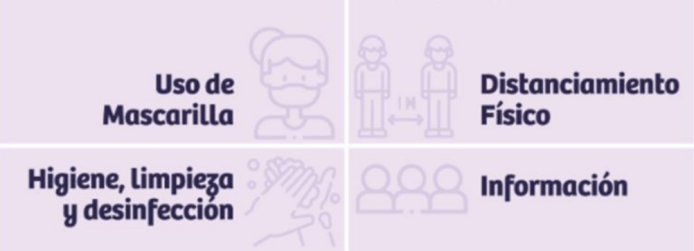 Uso de
Mascarilla
Distanciamiento
Físico
1M
Higiene, limpieza
y desinfección
Información